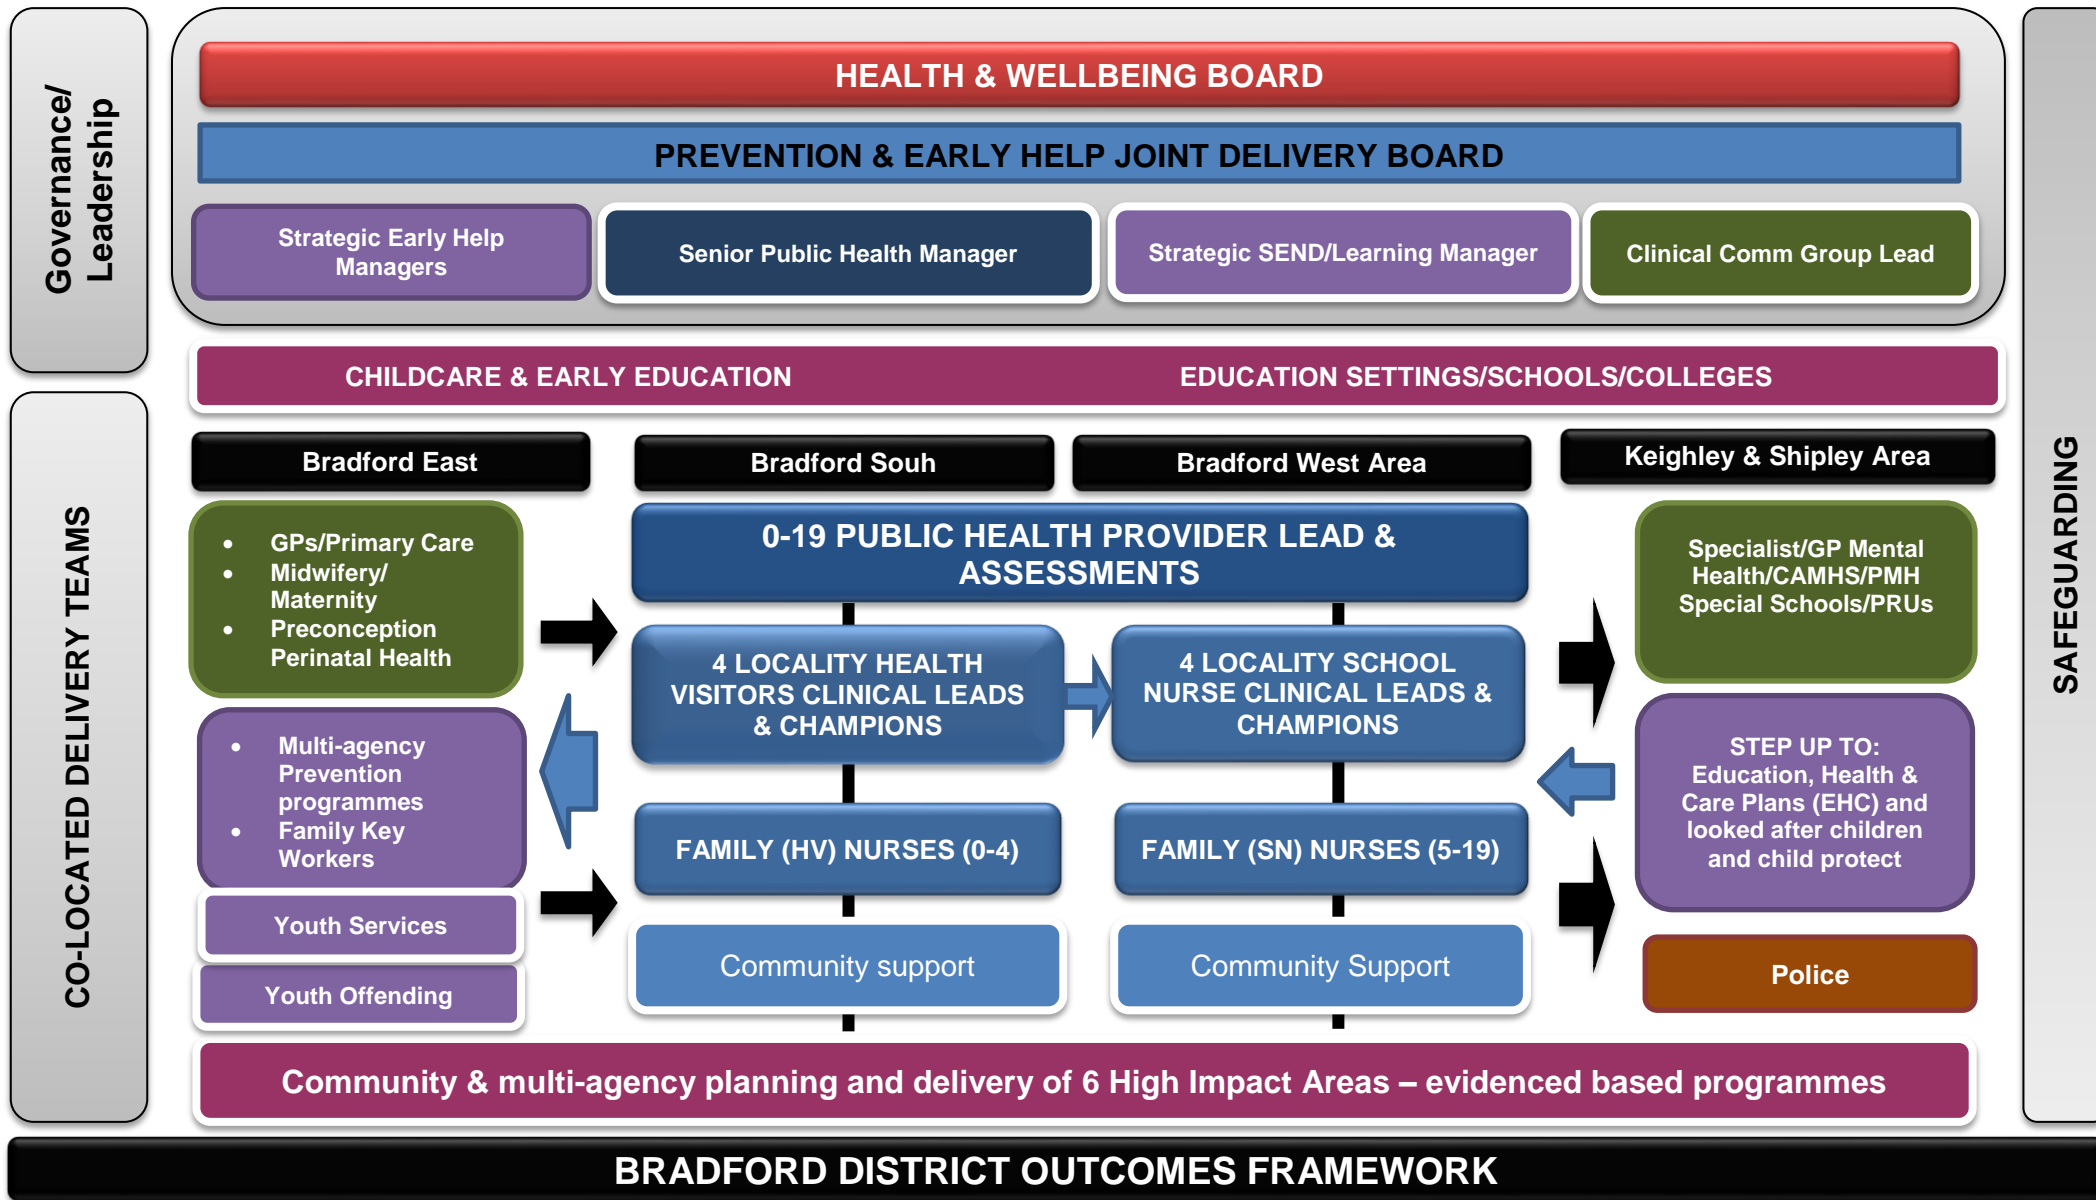 Governance/
Leadership
HEALTH & WELLBEING BOARD
PREVENTION & EARLY HELP JOINT DELIVERY BOARD
Strategic Early Help
Managers
Senior Public Health Manager
Strategic SEND/Learning Manager
Clinical Comm Group Lead
CHILDCARE & EARLY EDUCATION
EDUCATION SETTINGS/SCHOOLS/COLLEGES
CO-LOCATED DELIVERY TEAMS
SAFEGUARDING
Bradford East
Bradford Souh
Bradford West Area
Keighley & Shipley Area
• GPs/Primary Care
• Midwifery/
Maternity
• Preconception
Perinatal Health
• Multi-agency
Prevention
programmes
• Family Key
Workers
Youth Services
Youth Offending
0-19 PUBLIC HEALTH PROVIDER LEAD &
ASSESSMENTS
4 LOCALITY HEALTH
VISITORS CLINICAL LEADS
& CHAMPIONS
4 LOCALITY SCHOOL
NURSE CLINICAL LEADS &
CHAMPIONS
FAMILY (HV) NURSES (0-4)
FAMILY (SN) NURSES (5-19)
Community support
Community Support
Specialist/GP Mental
Health/CAMHS/PMH
Special Schools/PRUs
STEP UP TO:
Education, Health &
Care Plans (EHC) and
looked after children
and child protect
Police
Community & multi-agency planning and delivery of 6 High Impact Areas – evidenced based programmes
BRADFORD DISTRICT OUTCOMES FRAMEWORK